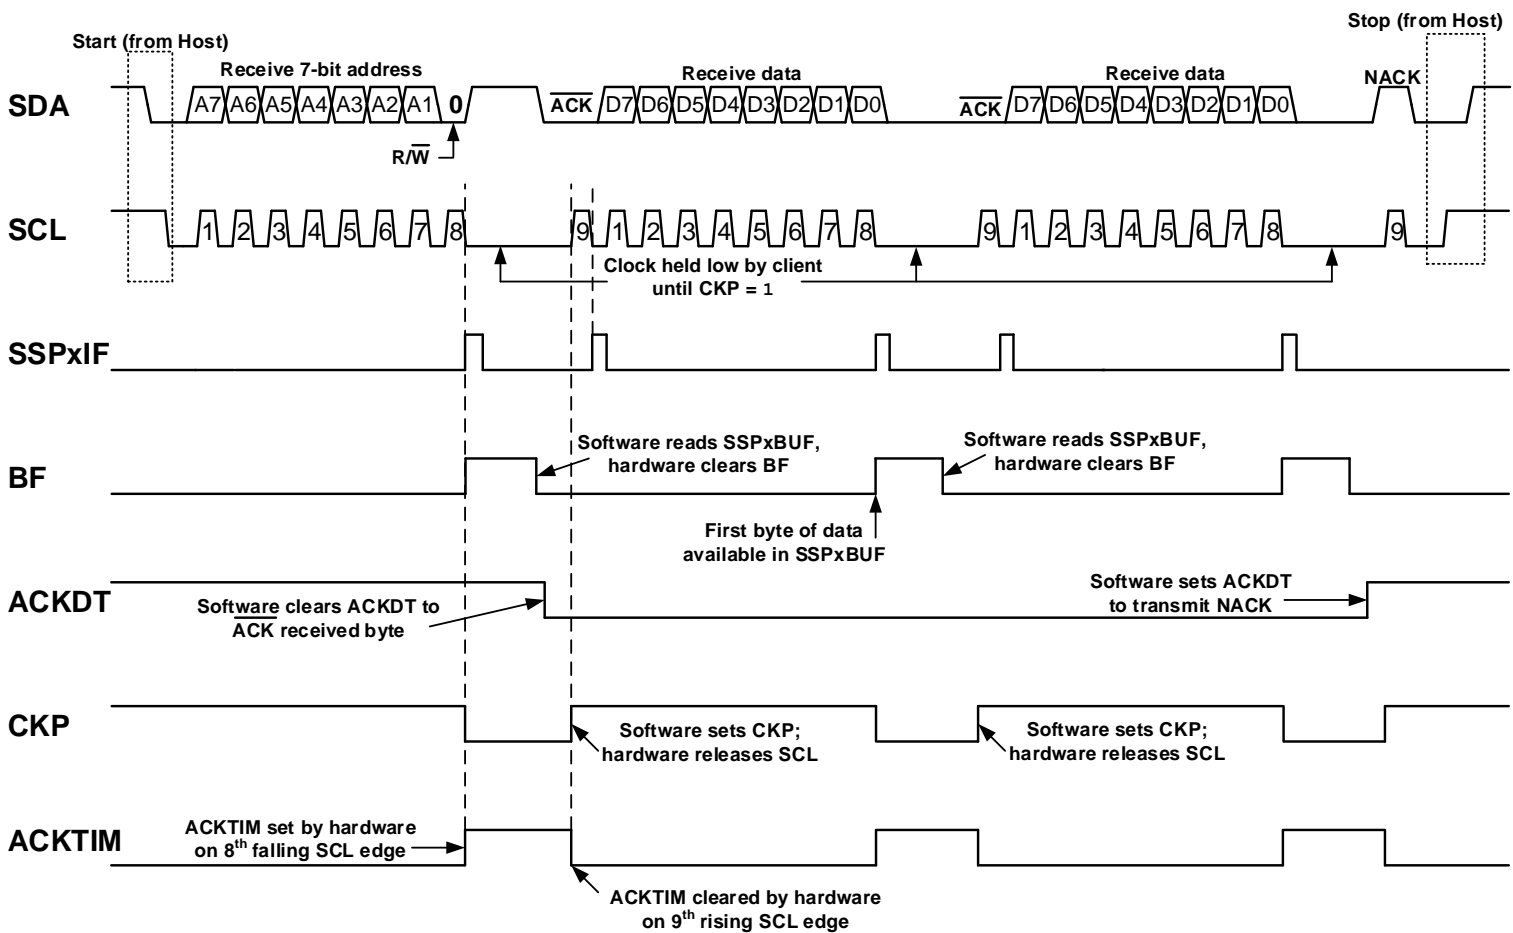 Start (from Host)
Stop (from Host)
Receive 7-bit address
Receive data
Receive data
NACK
SDA
A7 A6 A5 A4 A3 A2 A1 0
ACK
D7 D6 D5 D4 D3 D2 D1 D0
ACK
D7 D6 D5 D4 D3 D2 D1 D0
R/W
SCL
1 2 3 4 5 6 7 8 9 1 2 3 4 5 6 7 8 9 1 2 3 4 5 6 7 8 9
Clock held low by client
until CKP = 1
SSPxIF
BF
Software reads SSPxBUF,
hardware clears BF
Software reads SSPxBUF,
hardware clears BF
First byte of data
available in SSPxBUF
ACKDT
Software clears ACKDT to
ACK received byte
Software sets ACKDT
to transmit NACK
CKP
Software sets CKP;
hardware releases SCL
Software sets CKP;
hardware releases SCL
ACKTIM
ACKTIM set by hardware
on 8th falling SCL edge
ACKTIM cleared by hardware
on 9th rising SCL edge